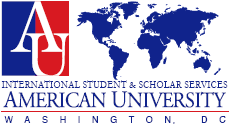 AU
INTERNATIONAL STUDENT & SCHOLAR SERVICES
AMERICAN UNIVERSITY
WASHINGTON, DC